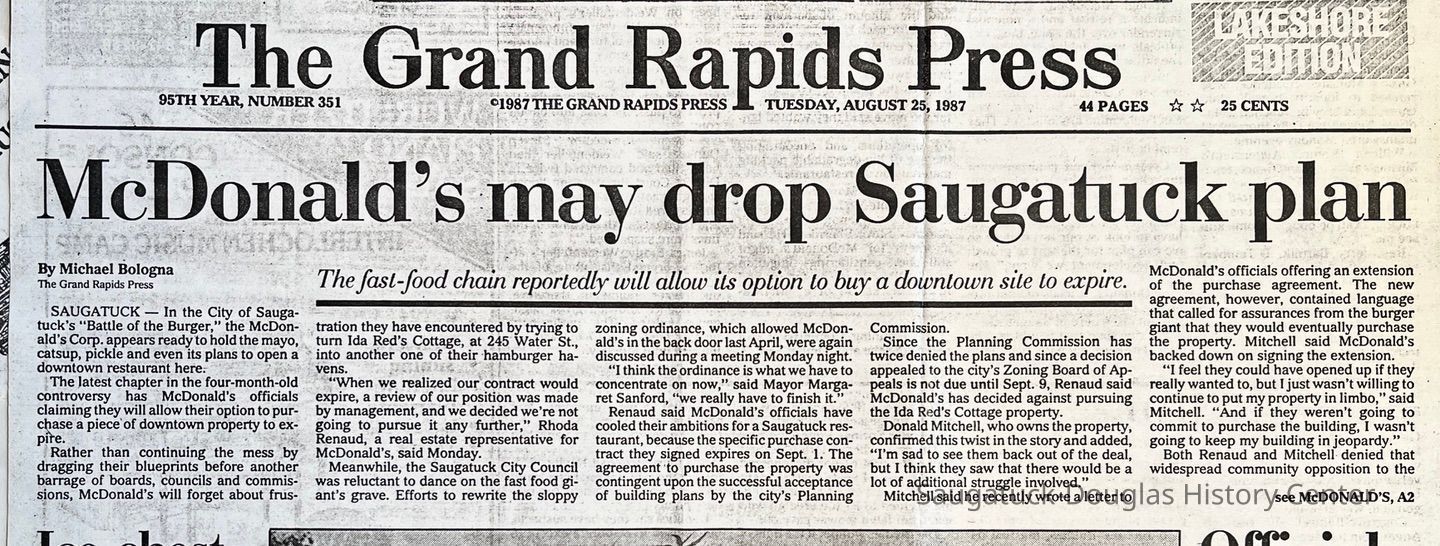 The Grand Rapids Press
LAKESHORE
EDITION
95TH YEAR, NUMBER 351
©1987 THE GRAND RAPIDS PRESS
TUESDAY, AUGUST 25, 1987
44 PAGES ☆ ☆ 25 CENTS
McDonald's may drop Saugatuck plan
By Michael Bologna
The Grand Rapids Press
The fast-food chain reportedly will allow its option to buy a downtown site to expire.
SAUGATUCK — In the City of Sauga-
tuck's "Battle of the Burger," the McDon-
ald's Corp. appears ready to hold the mayo,
catsup, pickle and even its plans to open a
downtown restaurant here.
The latest chapter in the four-month-old
controversy has McDonald's officials
claiming they will allow their option to pur-
chase a piece of downtown property to ex-
pire.
Rather than continuing the mess by
dragging their blueprints before another
barrage of boards, councils and commis-
sions, McDonald's will forget about frus-
tration they have encountered by trying to
turn Ida Red's Cottage, at 245 Water St.,
into another one of their hamburger ha-
vens.
"When we realized our contract would
expire, a review of our position was made
by management, and we decided we're not
going to pursue it any further," Rhoda
Renaud, a real estate representative for
McDonald's, said Monday.
Meanwhile, the Saugatuck City Council
was reluctant to dance on the fast food gi-
ant's grave. Efforts to rewrite the sloppy
zoning ordinance, which allowed McDon-
ald's in the back door last April, were again
discussed during a meeting Monday night.
"I think the ordinance is what we have to
concentrate on now," said Mayor Marga-
ret Sanford, "we really have to finish it."
Renaud said McDonald's officials have
cooled their ambitions for a Saugatuck res-
taurant, because the specific purchase con-
tract they signed expires on Sept. 1. The
agreement to purchase the property was
contingent upon the successful acceptance
of building plans by the city's Planning
Commission.
Since the Planning Commission has
twice denied the plans and since a decision
appealed to the city's Zoning Board of Ap-
peals is not due until Sept. 9, Renaud said
McDonald's has decided against pursuing
the Ida Red's Cottage property.
Donald Mitchell, who owns the property,
confirmed this twist in the story and added,
"I'm sad to see them back out of the deal,
but I think they saw that there would be a
lot of additional struggle involved."
Mitchell said he recently wrote a letter to
McDonald's officials offering an extension
of the purchase agreement. The new
agreement, however, contained language
that called for assurances from the burger
giant that they would eventually purchase
the property. Mitchell said McDonald's
backed down on signing the extension.
"I feel they could have opened up if they
really wanted to, but I just wasn't willing to
continue to put my property in limbo," said
Mitchell. "And if they weren't going to
commit to purchase the building, I wasn't
going to keep my building in jeopardy."
Both Renaud and Mitchell denied that
widespread community opposition to the
see McDONALD'S, A2
Saugatuck Douglas History Center